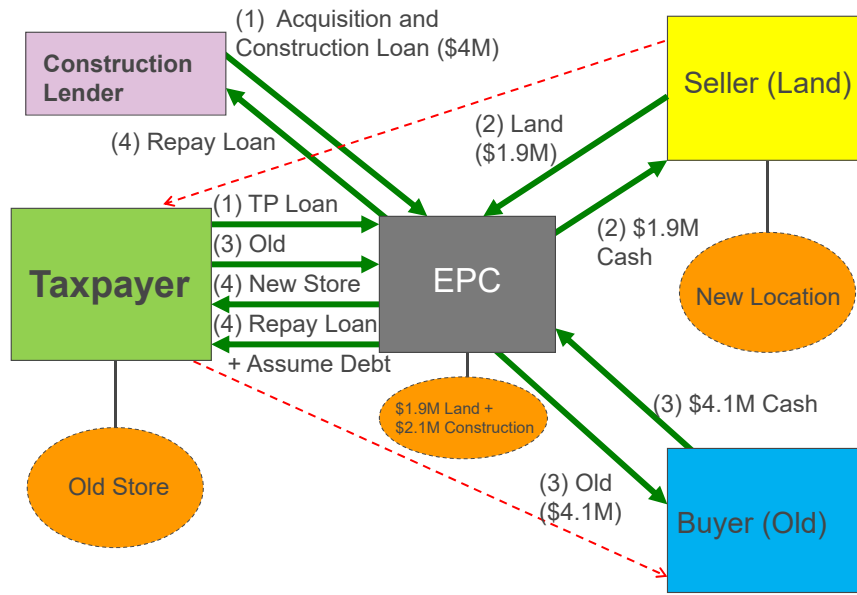 (1) Acquisition and
Construction Loan ($4M)
Construction
Lender
Seller (Land)
(4) Repay Loan
(2) Land
($1.9M)
(1) TP Loan
(3) Old
Taxpayer
(4) New Store
(4) Repay Loan
+ Assume Debt
EPC
(2) $1.9M
Cash
New Location
$1.9M Land +
$2.1M Construction
(3) $4.1M Cash
Old Store
(3) Old
($4.1M)
Buyer (Old)